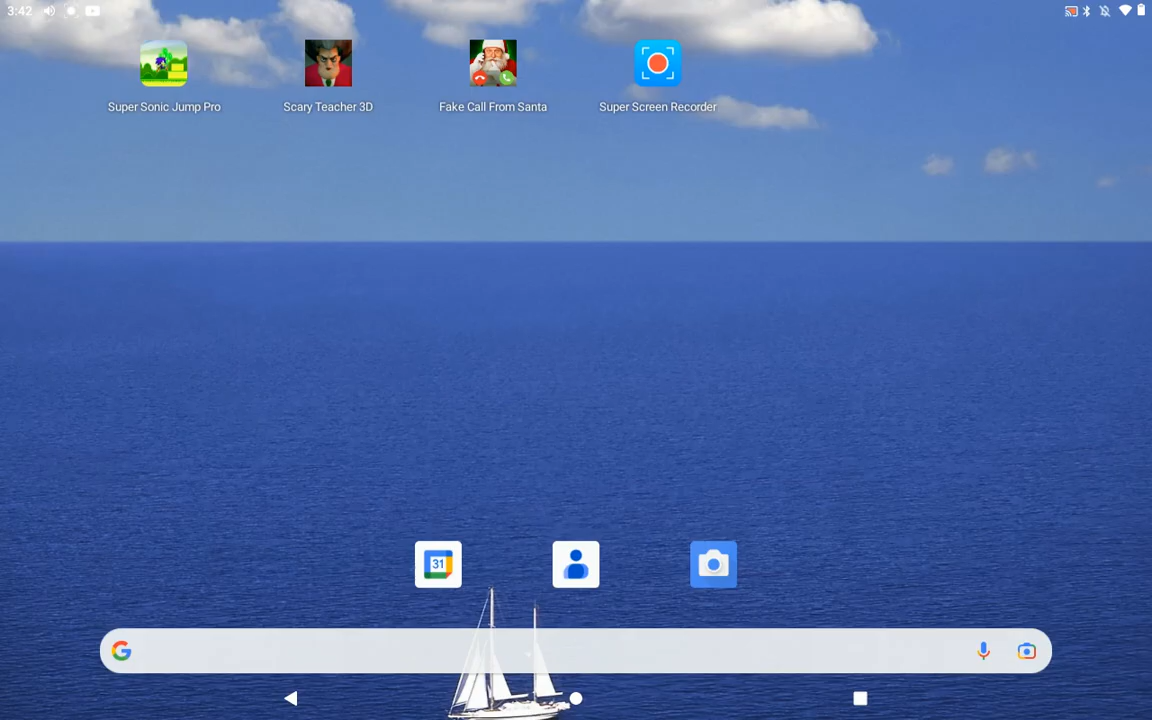 3:42
Super Sonic Jump Pro
Scary Teacher 3D
Fake Call From Santa
Super Screen Recorder
31